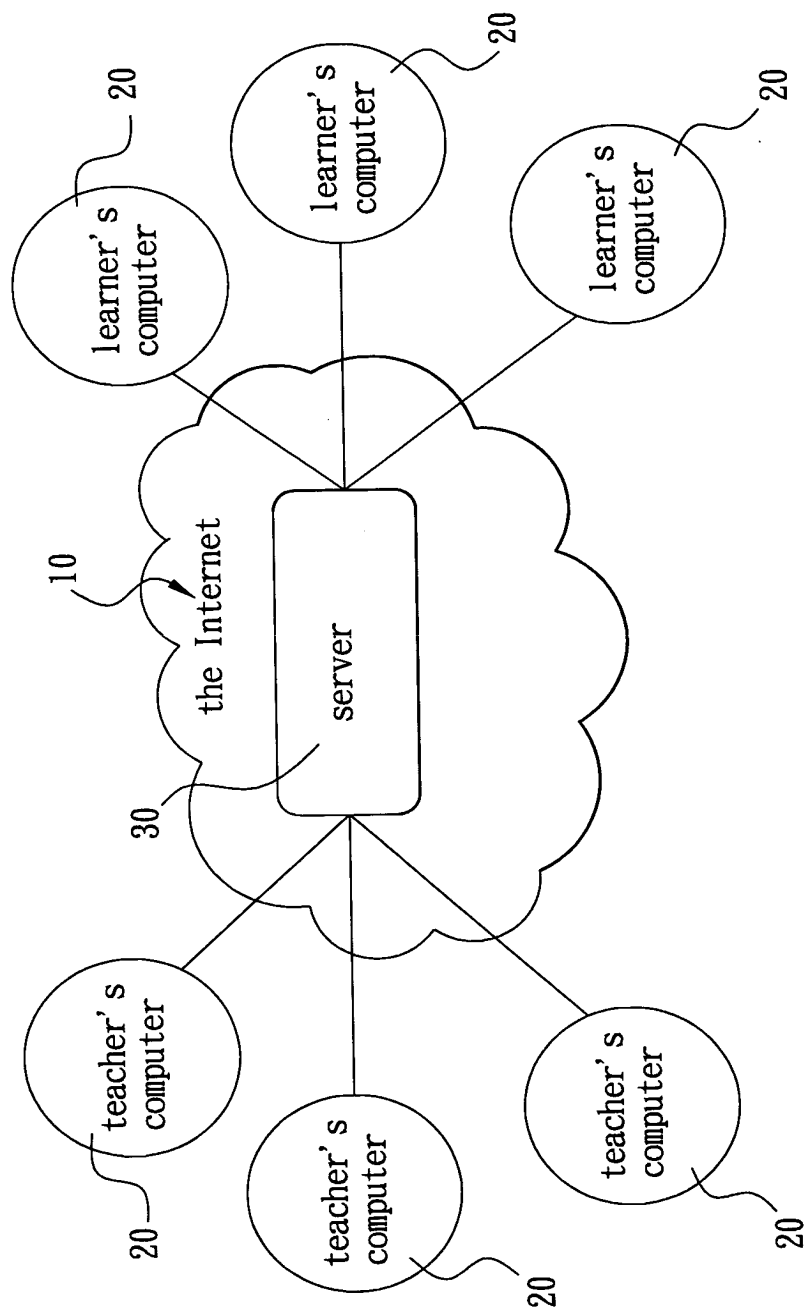 10
20
teacher's
computer
20
learner's
computer
30
the Internet
server
teacher's
computer
20
learner's
computer
20
teacher's
computer
20
learner's
computer
20